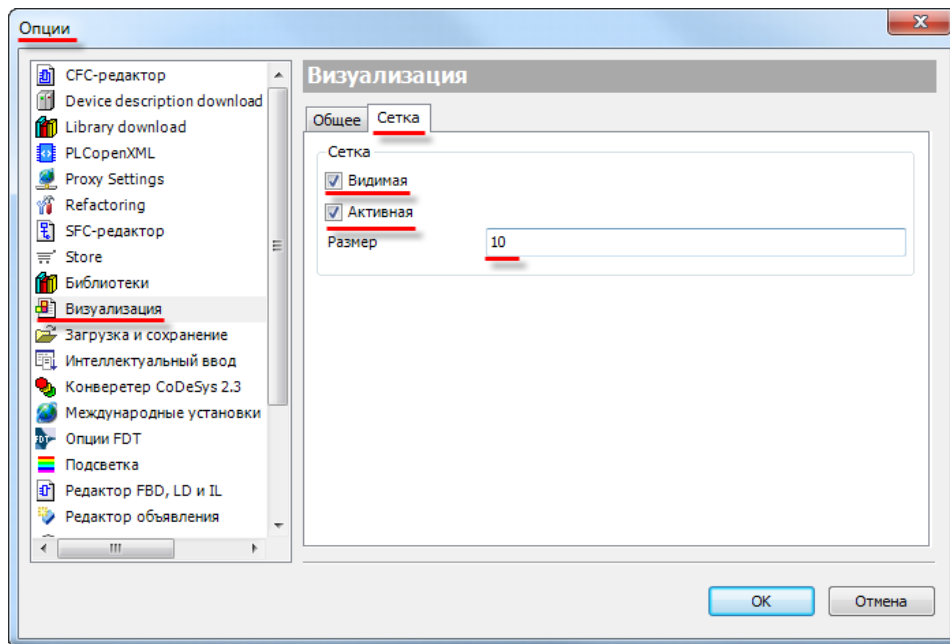 Опции
CFC-редактор
Device description download
Library download
PLCopenXML
Proxy Settings
Refactoring
SFC-редактор
Store
Библиотеки
Визуализация
Загрузка и сохранение
Интеллектуальный ввод
Конверетер CoDeSys 2.3
Международные установки
FDT Опции FDT
Подсветка
Редактор FBD, LD и IL
Редактор объявления
Визуализация
Общее Сетка
Сетка
Видимая
Активная
Размер 10
OK Отмена